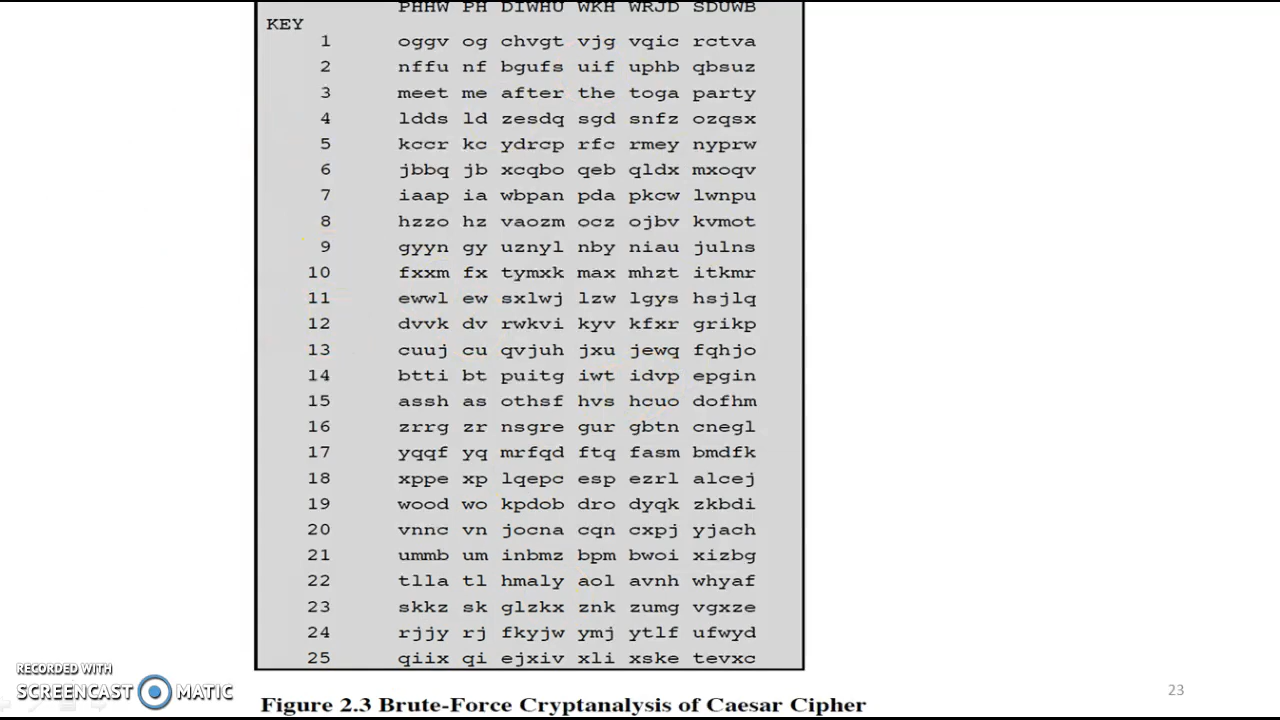 PHHW PH DIWHU WKH WRJD SDUWB
KEY
1 oggv og chvgt vjg vqic rctva
2 nffu nf bgufs uif uphb qbsuz
3 meet me after the toga party
4 ldds ld zesdq sgd snfz ozqsx
5 kccr kc ydrcp rfc rmey nyprw
6 jbbq jb xcqbo qeb qldx mxoqv
7 iaap ia wbpan pda pkcw lwnpu
8 hzzo hz vaozm ocz ojbv kvmot
9 gyyn gy uznyl nby niau julns
10 fxxm fx tymxk max mhzt itkmr
11 ewwl ew sxlwj lzw lgys hsjlq
12 dvvk dv rwkvi kyv kfxr grikp
13 cuuj cu qvjuh jxu jewq fqhjo
14 btti bt puitg iwt idvp epgin
15 assh as othsf hvs hcuo dofhm
16 zrrg zr nsgre gur gbtn cnegl
17 yqqf yq mrfqd ftq fasm bmdfk
18 xppe xp lqepc esp ezrl alcej
19 wood wo kpdob dro dyqk zkbdi
20 vnnc vn jocna cqn cxpj yjach
21 ummb um inbmz bpm bwoi xizbg
22 tlla tl hmaly aol avnh whyaf
23 skkz sk glzkx znk zumg vgxze
24 rjjy rj fkyjw ymj ytlf ufwyd
25 qiix qi ejxiv xli xske tevxc
Figure 2.3 Brute-Force Cryptanalysis of Caesar Cipher
23
RECORDED WITH
SCREENCAST MATIC